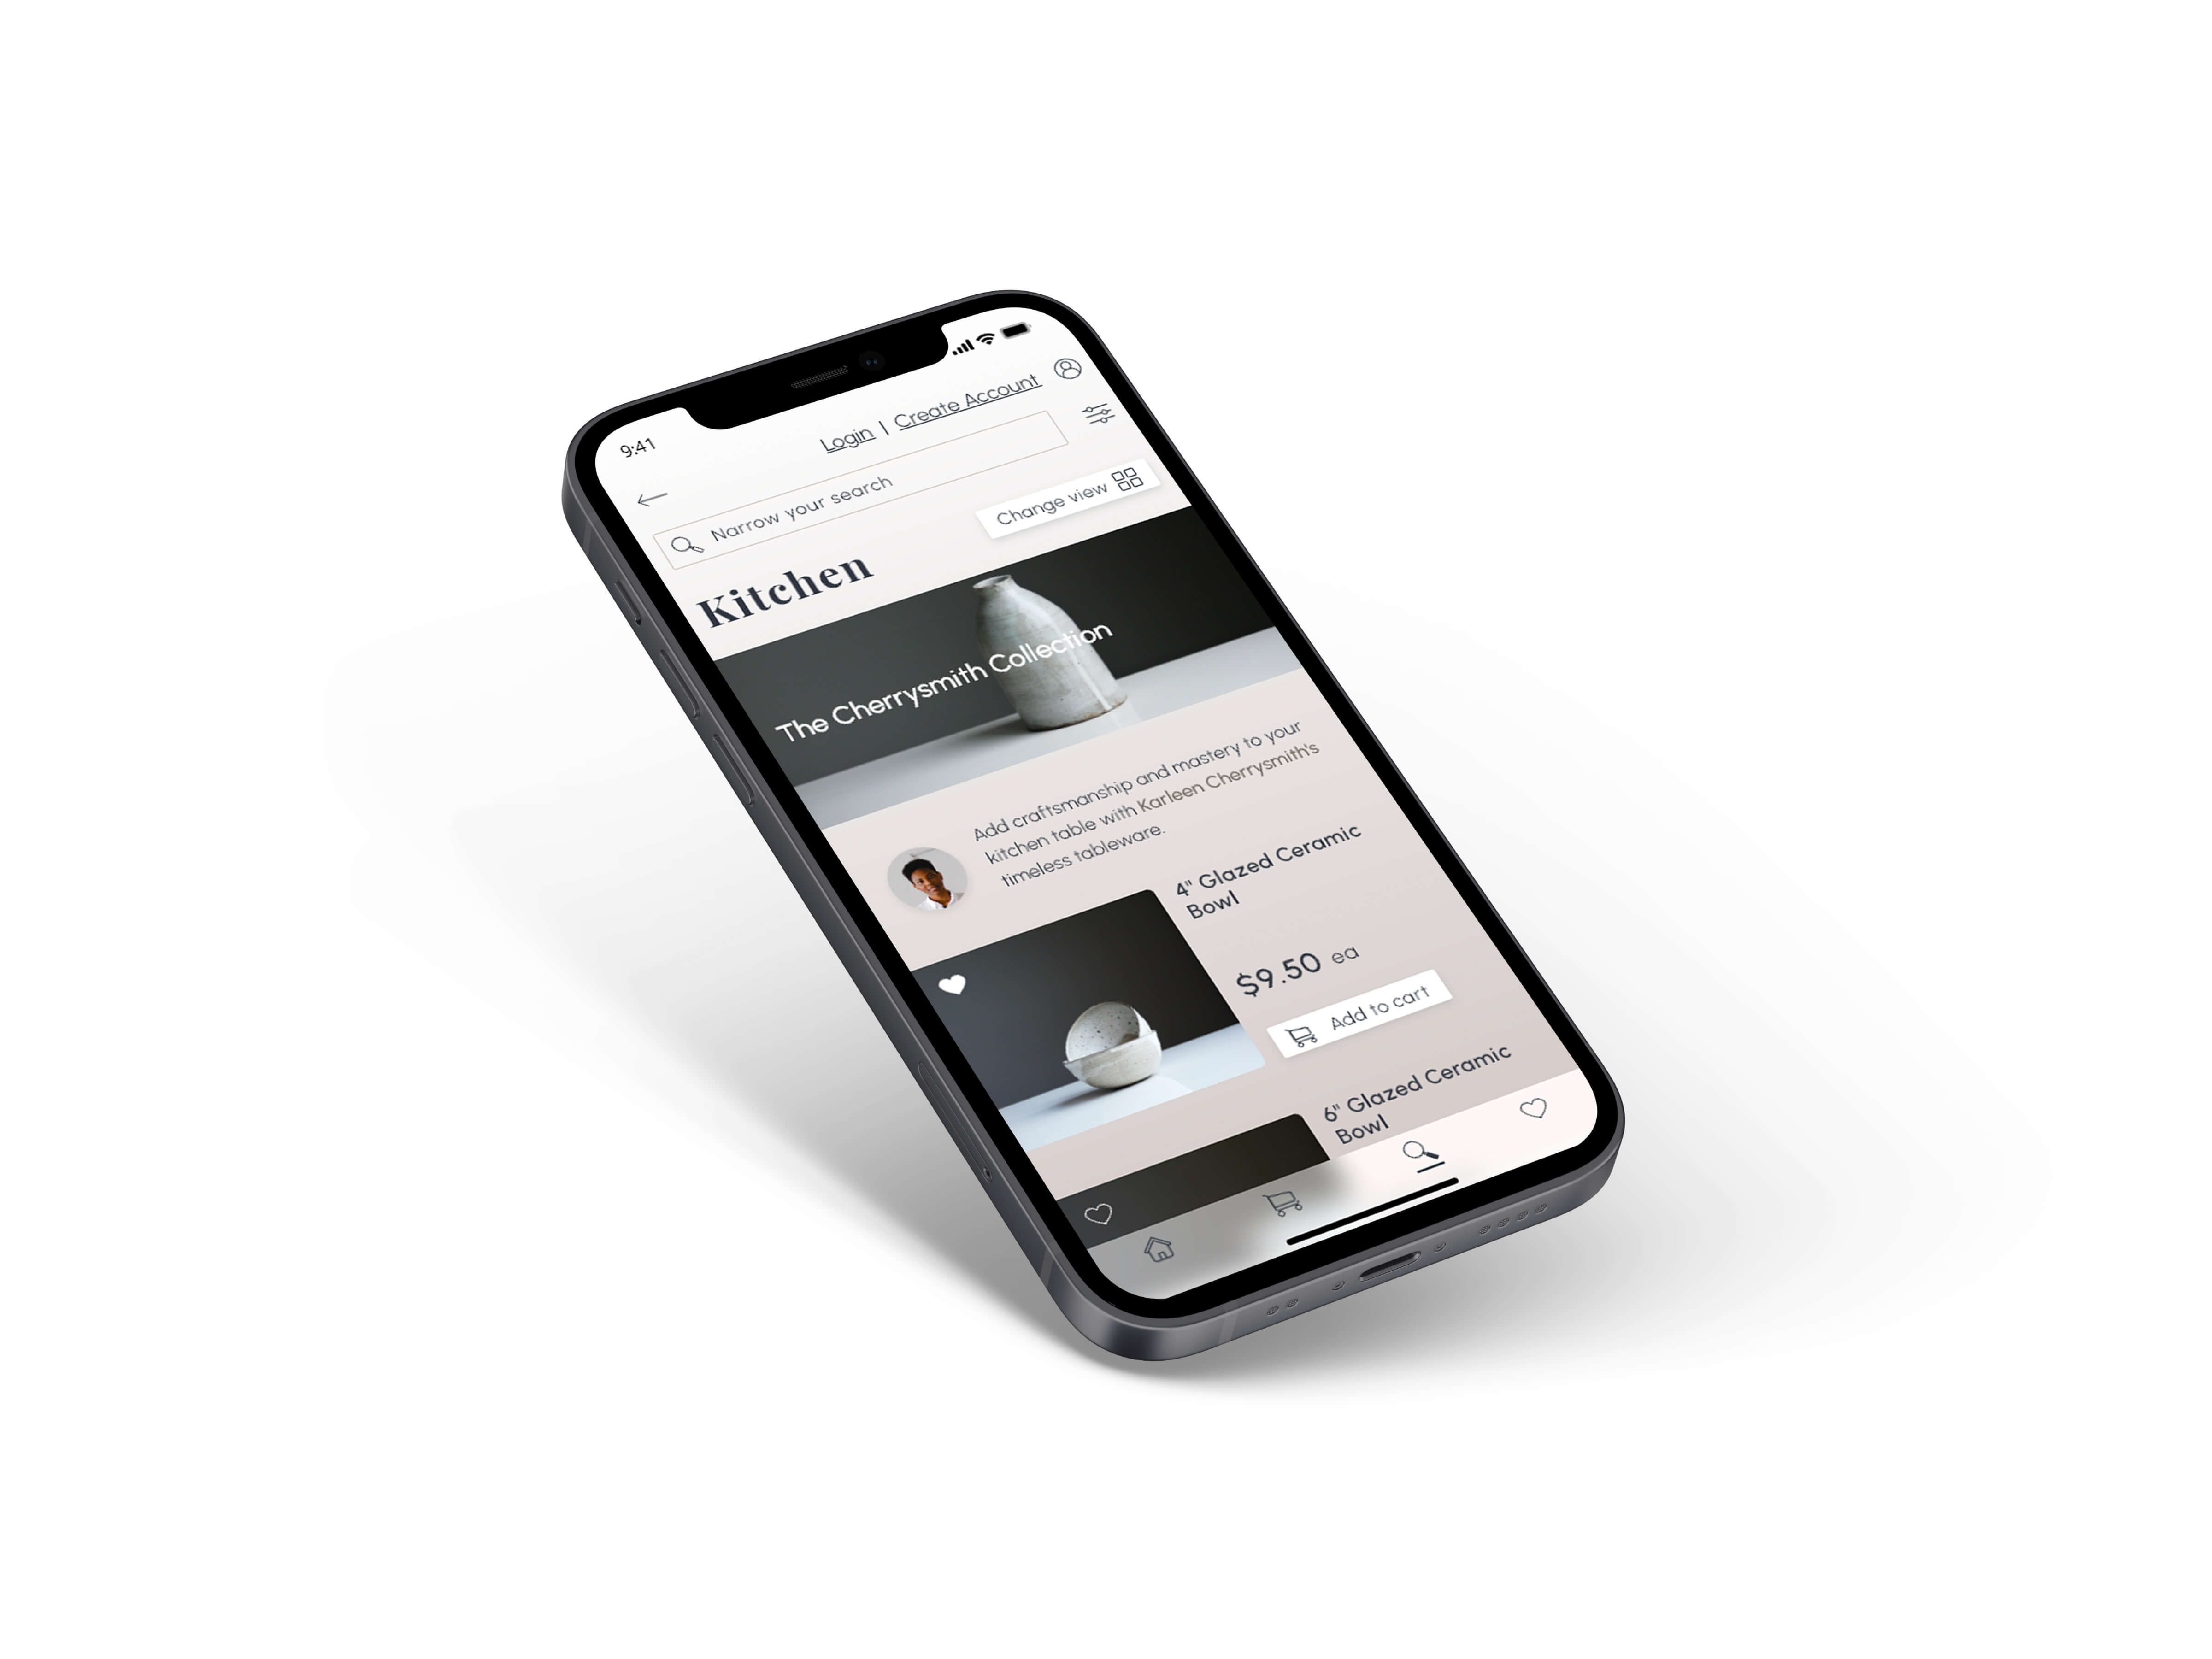 9:41
Login | Create Account
Narrow your search
Change view
Kitchen
The Cherrysmith Collection
Add craftsmanship and mastery to your
kitchen table with Karleen Cherrysmith's
timeless tableware.
4" Glazed Ceramic
Bowl
$9.50 ea
Add to cart
6" Glazed Ceramic
Bowl